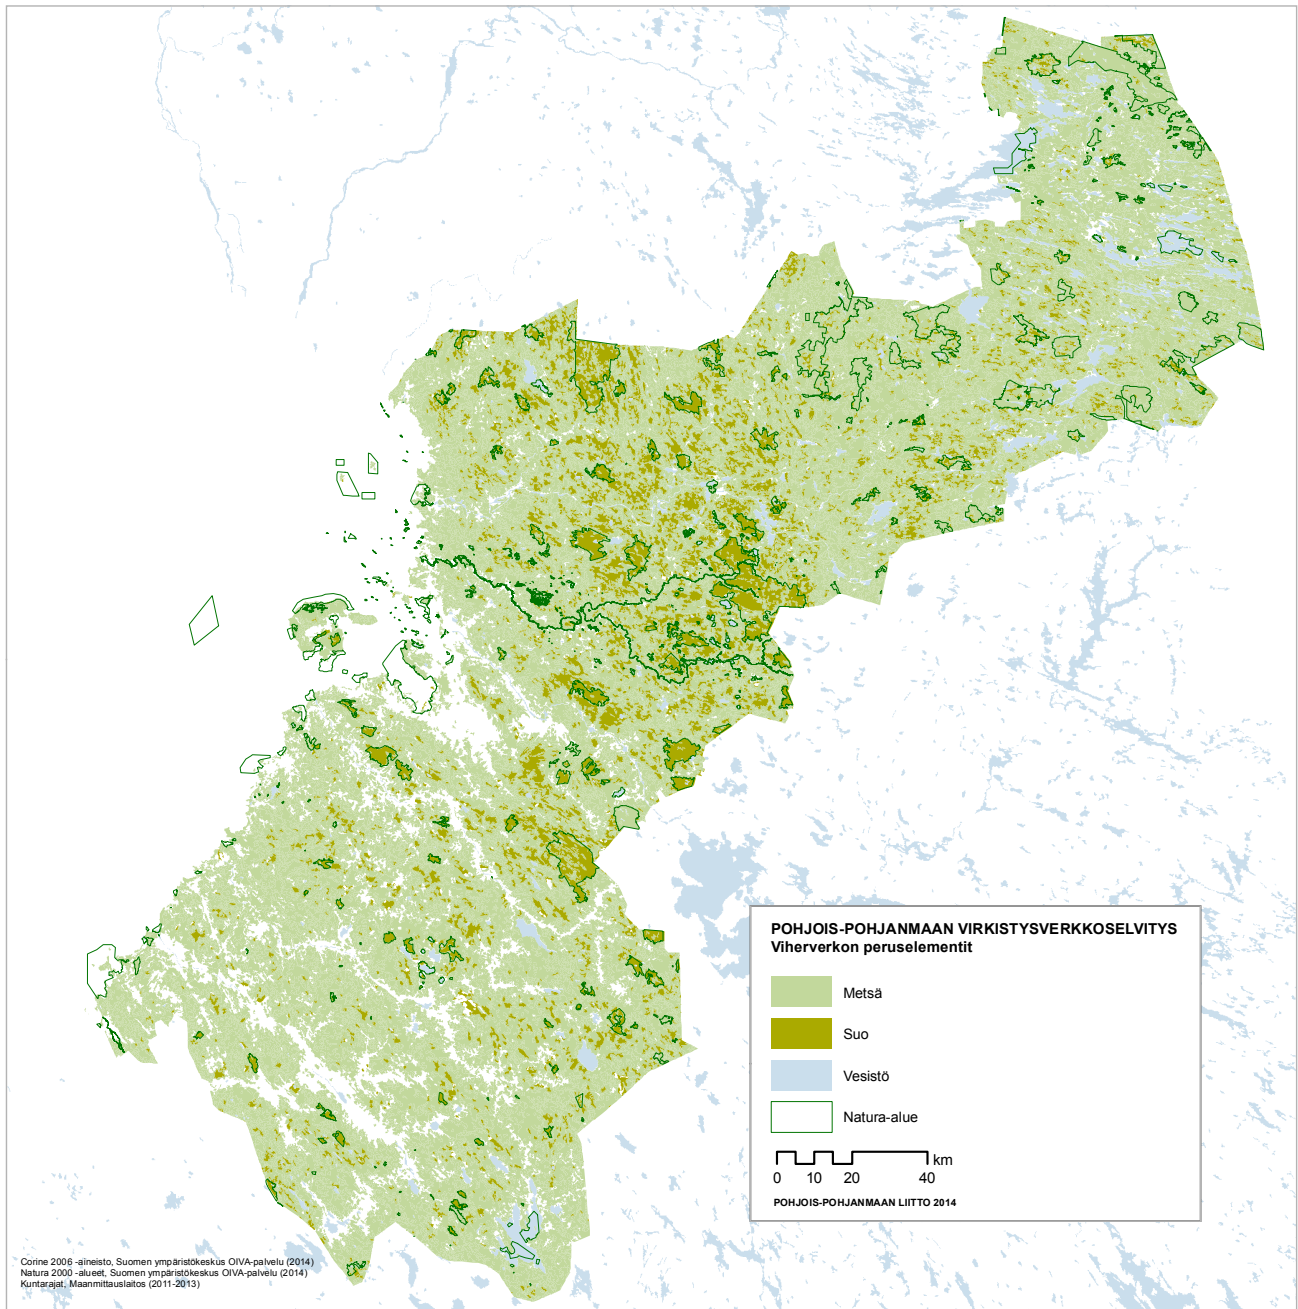 POHJOIS-POHJANMAAN VIRKISTYSVERKKOSELVITYS
Viherverkon peruselementit
Metsä
Suo
Vesistö
Natura-alue
km
0 10 20 40
POHJOIS-POHJANMAAN LIITTO 2014
Corine 2006 -aineisto, Suomen ympäristökeskus OIVA-palvelu (2014)
Natura 2000 -alueet, Suomen ympäristökeskus OIVA-palvelu (2014)
Kuntarajat, Maanmittauslaitos (2011-2013)